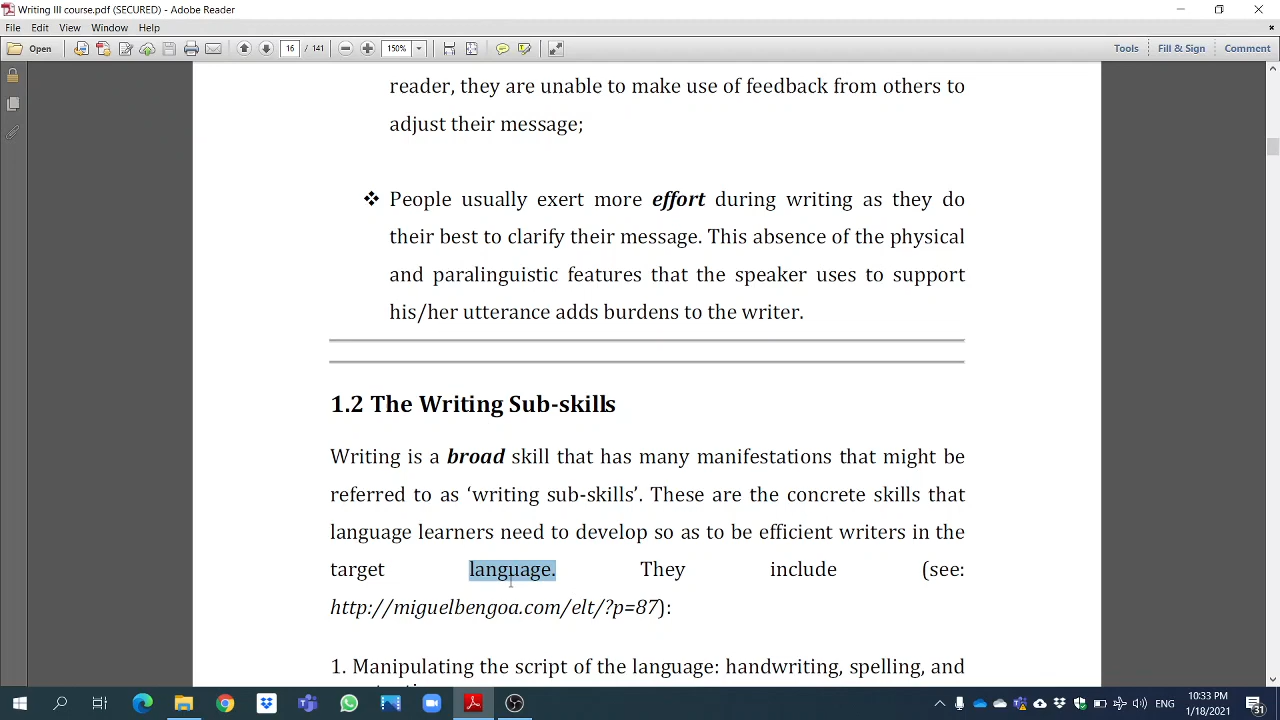 Writing III course.pdf (SECURED) - Adobe Reader
File Edit View Window Help
Open 16 / 141 150% Tools Fill & Sign Comment
reader, they are unable to make use of feedback from others to
adjust their message;
❖ People usually exert more effort during writing as they do
their best to clarify their message. This absence of the physical
and paralinguistic features that the speaker uses to support
his/her utterance adds burdens to the writer.
1.2 The Writing Sub-skills
Writing is a broad skill that has many manifestations that might be
referred to as ‘writing sub-skills’. These are the concrete skills that
language learners need to develop so as to be efficient writers in the
target language. They include (see:
http://miguelbengoa.com/elt/?p=87):
1. Manipulating the script of the language: handwriting, spelling, and
ENG
10:33 PM
1/18/2021
31